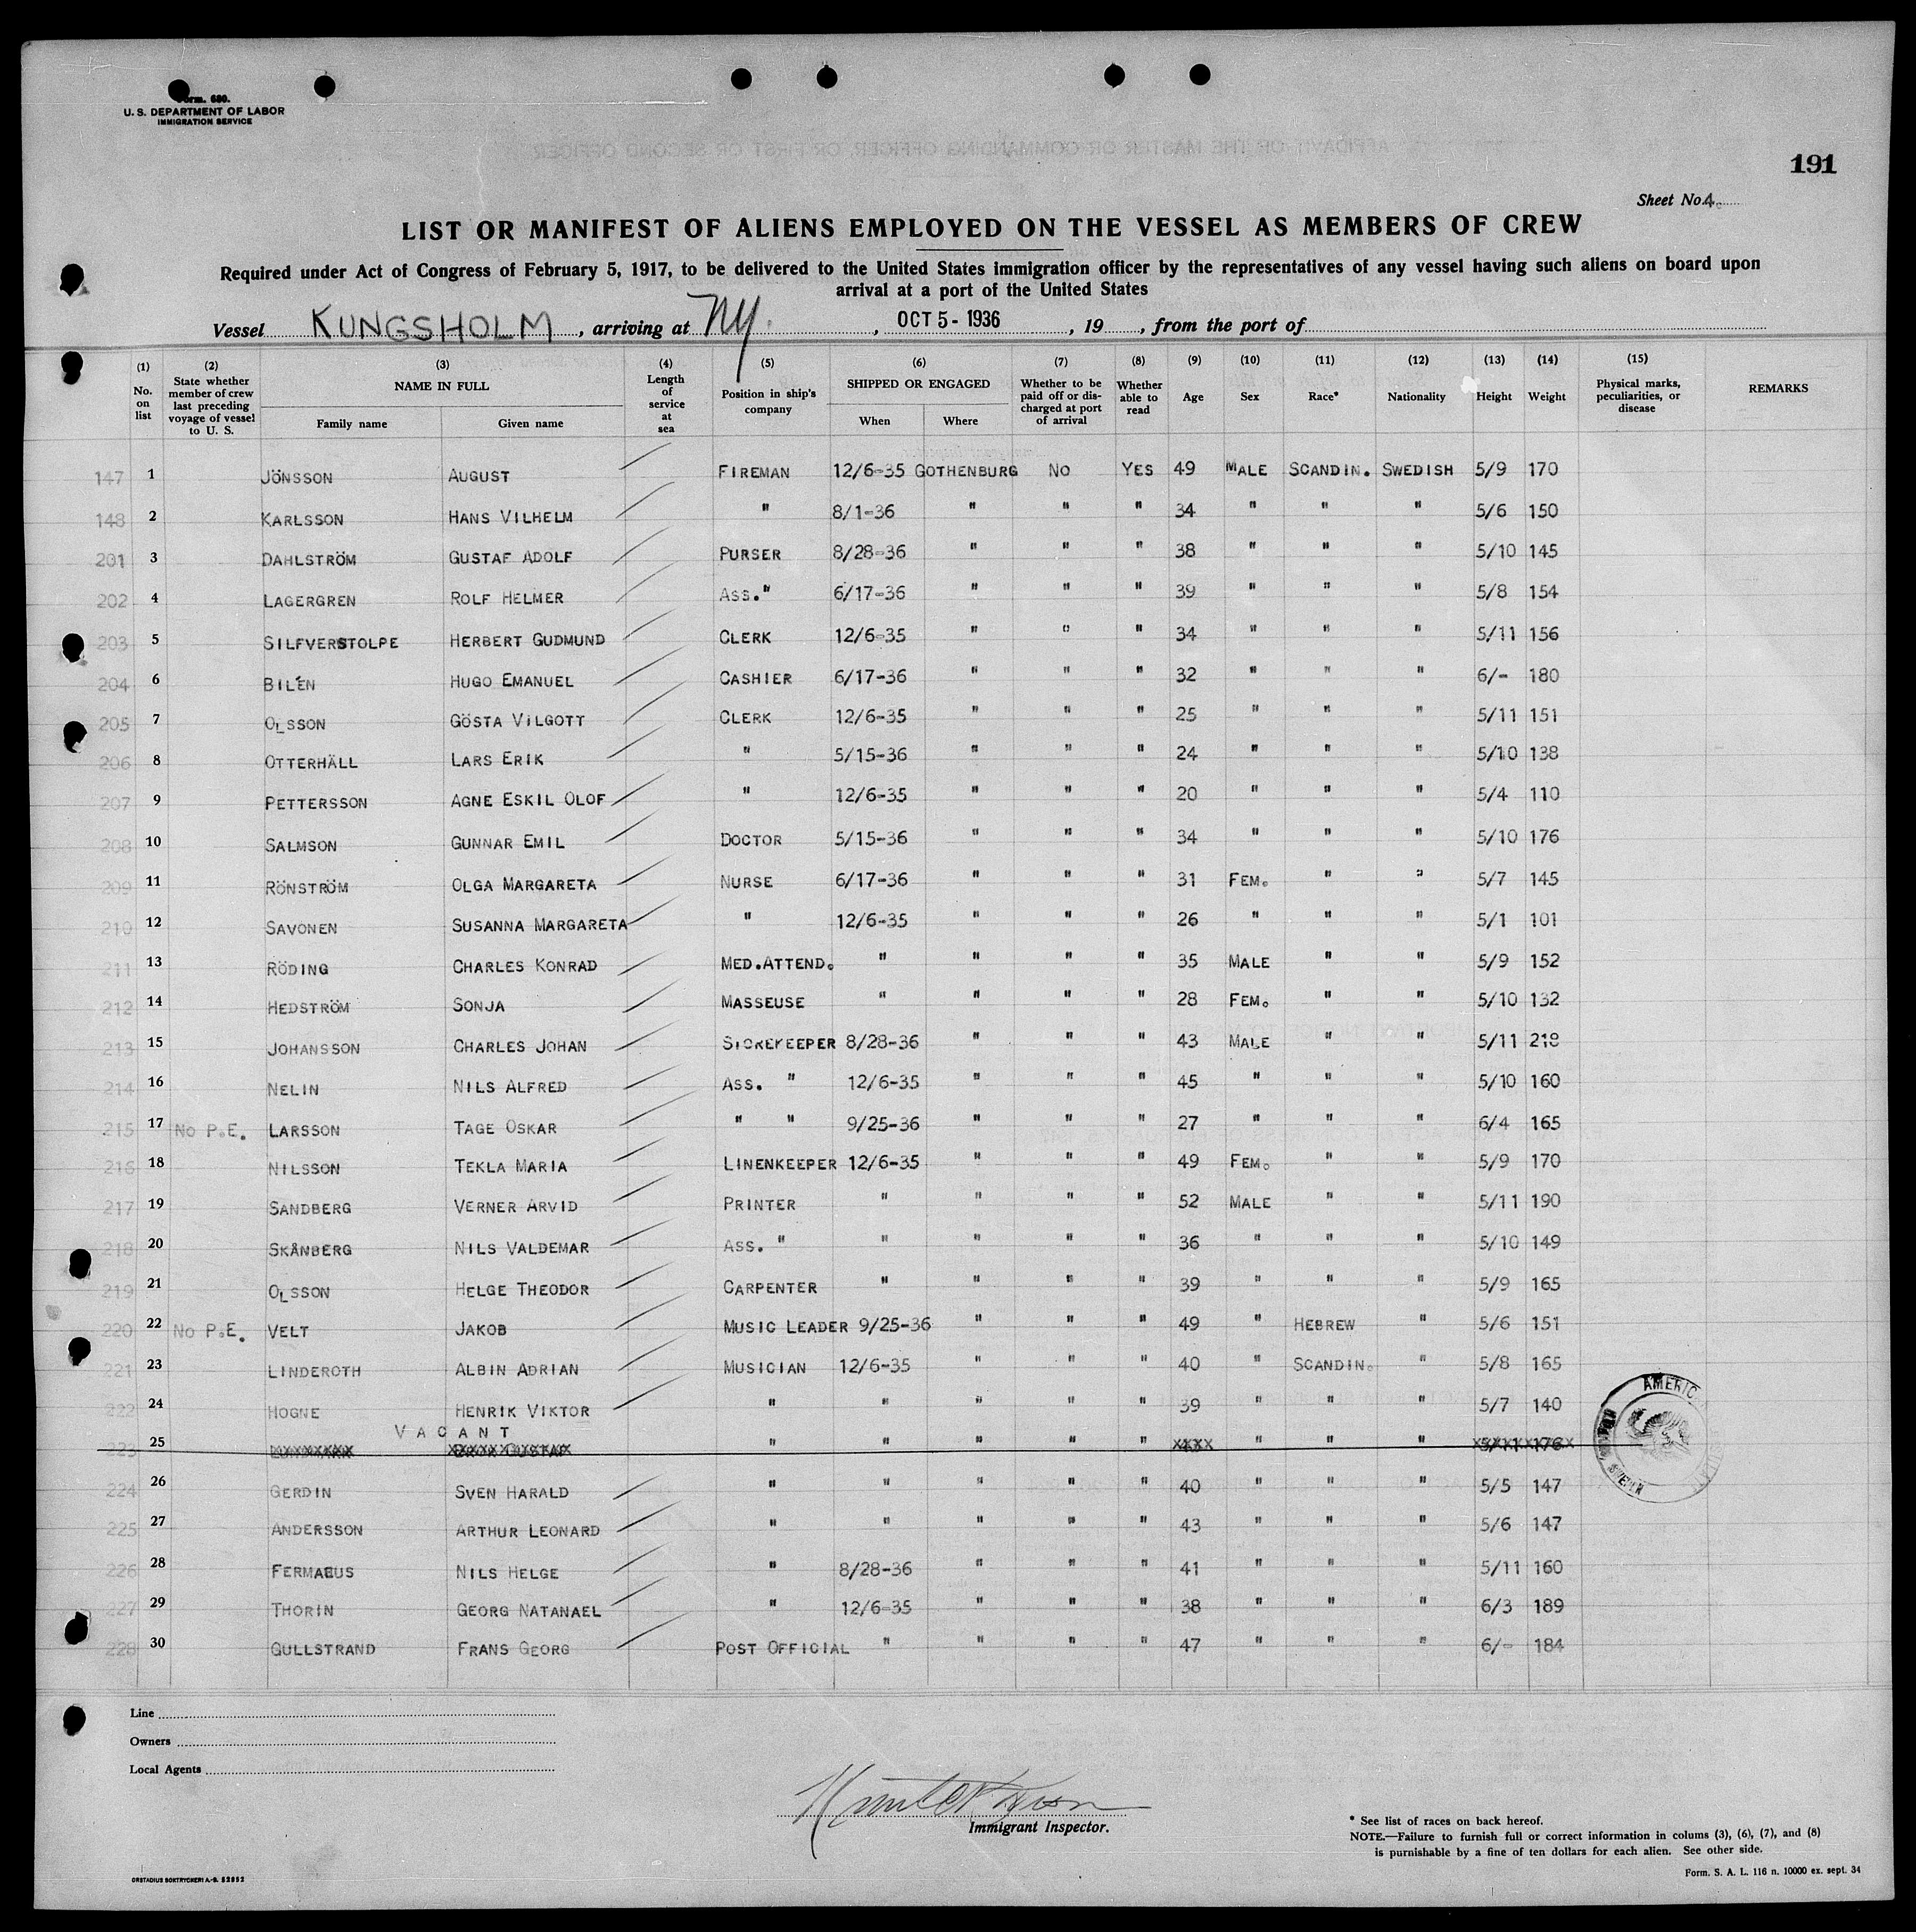 Form. 680.
U. S. DEPARTMENT OF LABOR
IMMIGRATION SERVICE
191
Sheet No. 4.
LIST OR MANIFEST OF ALIENS EMPLOYED ON THE VESSEL AS MEMBERS OF CREW
Required under Act of Congress of February 5, 1917, to be delivered to the United States immigration officer by the representatives of any vessel having such aliens on board upon
arrival at a port of the United States
Vessel KUNGSHOLM, arriving at NY., OCT 5 - 1936, 19, from the port of
(1) No. on list (2) State whether member of crew last preceding voyage of vessel to U. S. (3) NAME IN FULL Family name Given name (4) Length of service at sea (5) Position in ship's company (6) SHIPPED OR ENGAGED When Where (7) Whether to be paid off or discharged at port of arrival (8) Whether able to read (9) Age (10) Sex (11) Race* (12) Nationality (13) Height (14) Weight (15) Physical marks, peculiarities, or disease REMARKS
147 1 JÖNSSON AUGUST FIREMAN 12/6-35 GOTHENBURG NO YES 49 MALE SCANDIN. SWEDISH 5/9 170
148 2 KARLSSON HANS VILHELM " 8/1-36 " " " 34 " " " 5/6 150
201 3 DAHLSTRÖM GUSTAF ADOLF PURSER 8/28-36 " " " 38 " " " 5/10 145
202 4 LAGERGREN ROLF HELMER ASS." 6/17-36 " " " 39 " " " 5/8 154
203 5 SILFVERSTOLPE HERBERT GUDMUND CLERK 12/6-35 " " " 34 " " " 5/11 156
204 6 BILÉN HUGO EMANUEL CASHIER 6/17-36 " " " 32 " " " 6/- 180
205 7 OLSSON GÖSTA VILGOTT CLERK 12/6-35 " " " 25 " " " 5/11 151
206 8 OTTERHÄLL LARS ERIK " 5/15-36 " " " 24 " " " 5/10 138
207 9 PETTERSSON AGNE ESKIL OLOF " 12/6-35 " " " 20 " " " 5/4 110
208 10 SALMSON GUNNAR EMIL DOCTOR 5/15-36 " " " 34 " " " 5/10 176
209 11 RÖNSTRÖM OLGA MARGARETA NURSE 6/17-36 " " " 31 FEM. " " 5/7 145
210 12 SAVONEN SUSANNA MARGARETA " 12/6-35 " " " 26 " " " 5/1 101
211 13 RÖDING CHARLES KONRAD MED.ATTEND. " " " " 35 MALE " " 5/9 152
212 14 HEDSTRÖM SONJA MASSEUSE " " " " 28 FEM. " " 5/10 132
213 15 JOHANSSON CHARLES JOHAN STOREKEEPER 8/28-36 " " " 43 MALE " " 5/11 218
214 16 NELIN NILS ALFRED ASS. " 12/6-35 " " " 45 " " " 5/10 160
215 17 NO P.E. LARSSON TAGE OSKAR " " 9/25-36 " " " 27 " " " 6/4 165
216 18 NILSSON TEKLA MARIA LINENKEEPER 12/6-35 " " " 49 FEM. " " 5/9 170
217 19 SANDBERG VERNER ARVID PRINTER " " " " 52 MALE " " 5/11 190
218 20 SKÅNBERG NILS VALDEMAR ASS. " " " " " 36 " " " 5/10 149
219 21 OLSSON HELGE THEODOR CARPENTER " " " " 39 " " " 5/9 165
220 22 NO P.E. VELT JAKOB MUSIC LEADER 9/25-36 " " " 49 " HEBREW " 5/6 151
221 23 LINDEROTH ALBIN ADRIAN MUSICIAN 12/6-35 " " " 40 " SCANDIN. " 5/8 165
222 24 HOGNE HENRIK VIKTOR " " " " " 39 " " " 5/7 140
VACANT
223 25 " " " " " " " "
224 26 GERDIN SVEN HARALD " " " " " 40 " " " 5/5 147
225 27 ANDERSSON ARTHUR LEONARD " " " " " 43 " " " 5/6 147
226 28 FERMAEUS NILS HELGE " 8/28-36 " " " 41 " " " 5/11 160
227 29 THORIN GEORG NATANAEL " 12/6-35 " " " 38 " " " 6/3 189
228 30 GULLSTRAND FRANS GEORG POST OFFICIAL " " " " 47 " " " 6/- 184
Line
Owners
Local Agents
Immigrant Inspector.
* See list of races on back hereof.
NOTE.—Failure to furnish full or correct information in colums (3), (6), (7), and (8)
is punishable by a fine of ten dollars for each alien. See other side.
Form. S. A. L. 116 n. 10000 ex. sept. 34